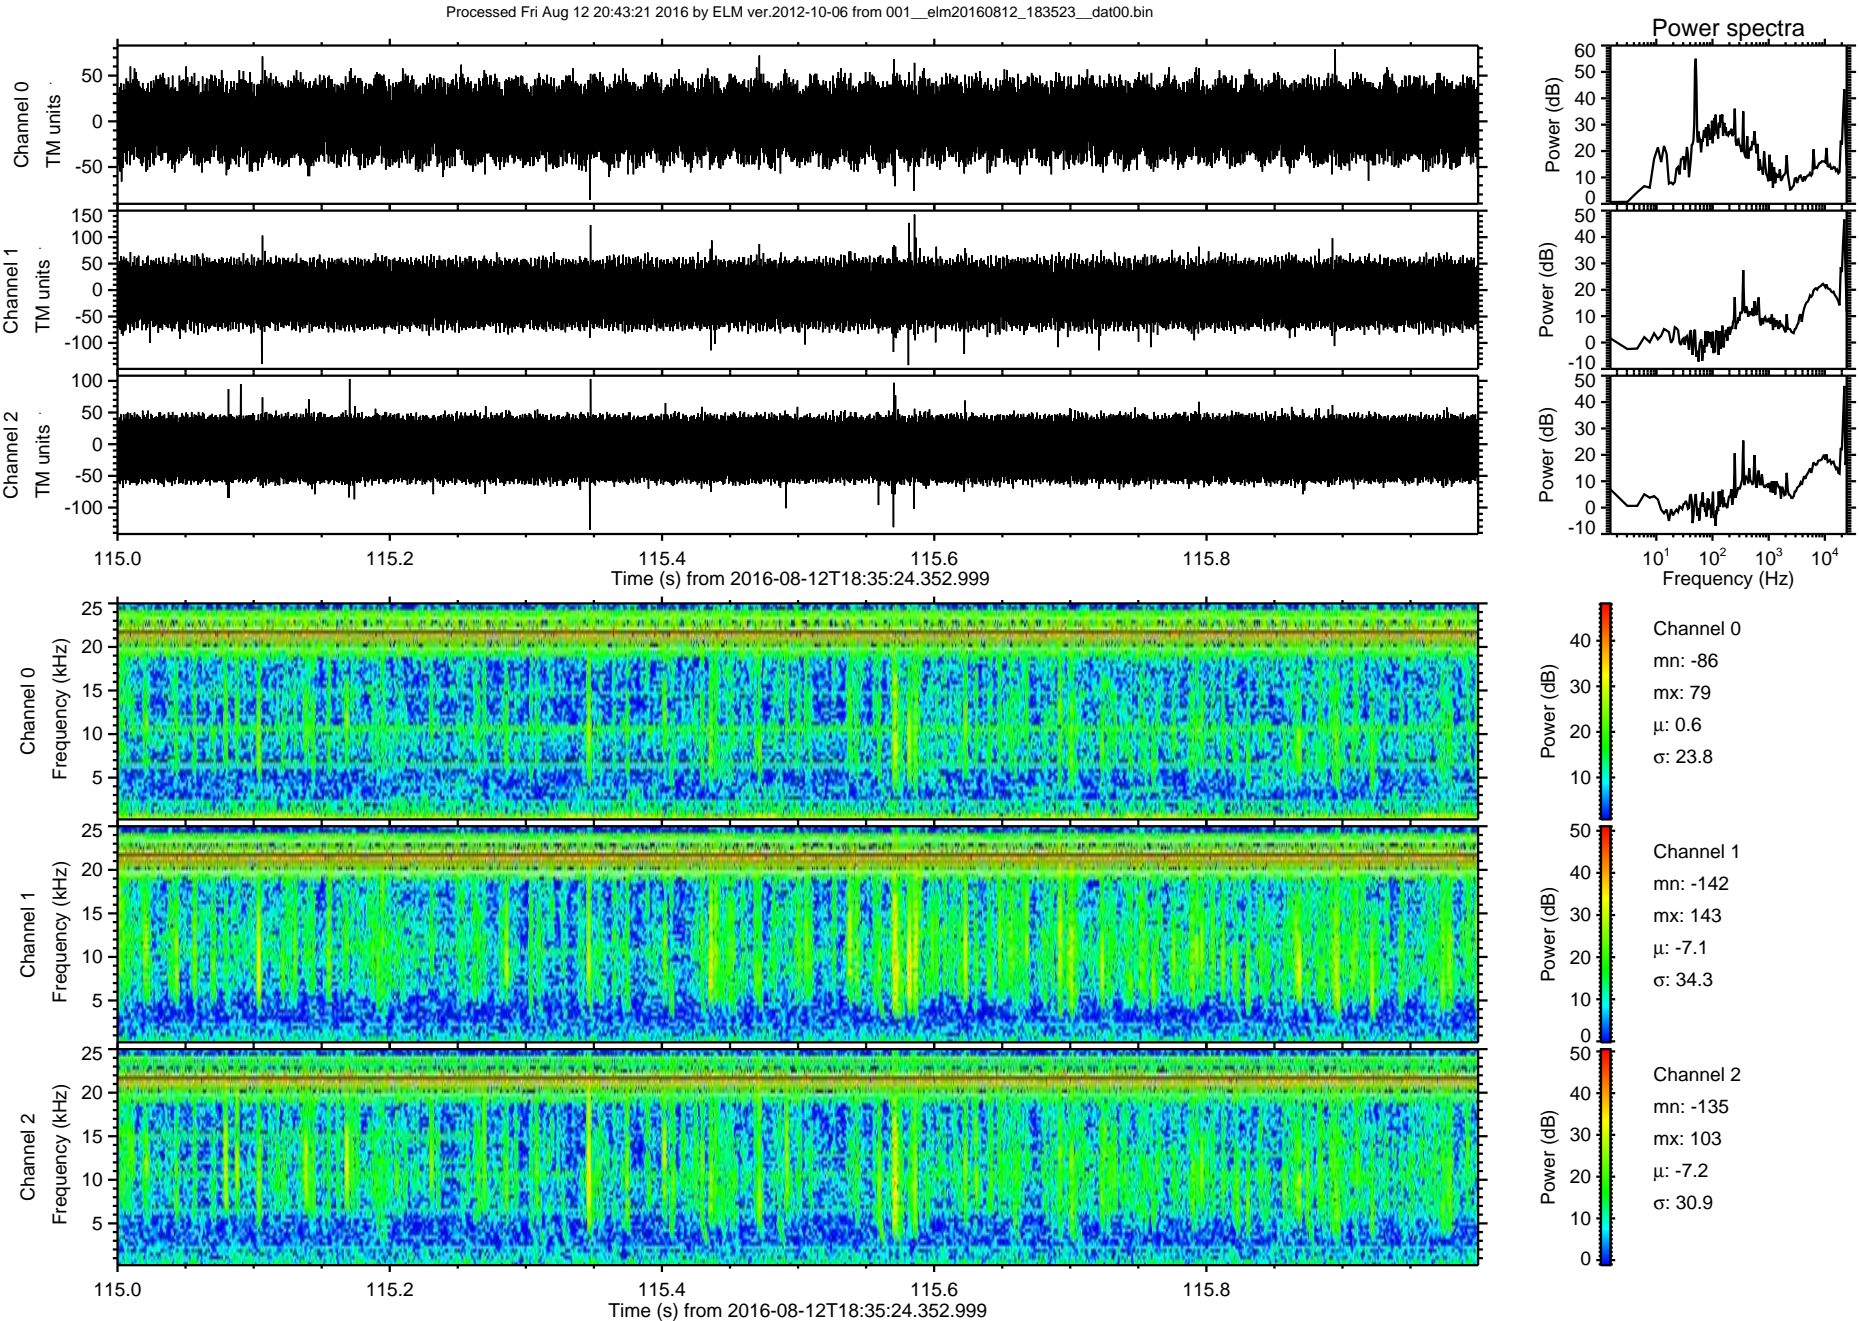 Processed Fri Aug 12 20:43:21 2016 by ELM ver.2012-10-06 from 001__elm20160812_183523__dat00.bin
Power spectra
Channel 0
TM units
50
0
-50
Power (dB)
60
50
40
30
20
10
0
Channel 1
TM units
150
100
50
0
-50
-100
Power (dB)
50
40
30
20
10
0
-10
Channel 2
TM units
100
50
0
-50
-100
Power (dB)
50
40
30
20
10
0
-10
115.0 115.2 115.4 115.6 115.8
Time (s) from 2016-08-12T18:35:24.352.999
10¹ 10² 10³ 10⁴
Frequency (Hz)
Channel 0
Frequency (kHz)
25
20
15
10
5
Power (dB)
40
30
20
10
Channel 0
mn: -86
mx: 79
μ: 0.6
σ: 23.8
Channel 1
Frequency (kHz)
25
20
15
10
5
Power (dB)
50
40
30
20
10
0
Channel 1
mn: -142
mx: 143
μ: -7.1
σ: 34.3
Channel 2
Frequency (kHz)
25
20
15
10
5
Power (dB)
50
40
30
20
10
0
Channel 2
mn: -135
mx: 103
μ: -7.2
σ: 30.9
115.0 115.2 115.4 115.6 115.8
Time (s) from 2016-08-12T18:35:24.352.999